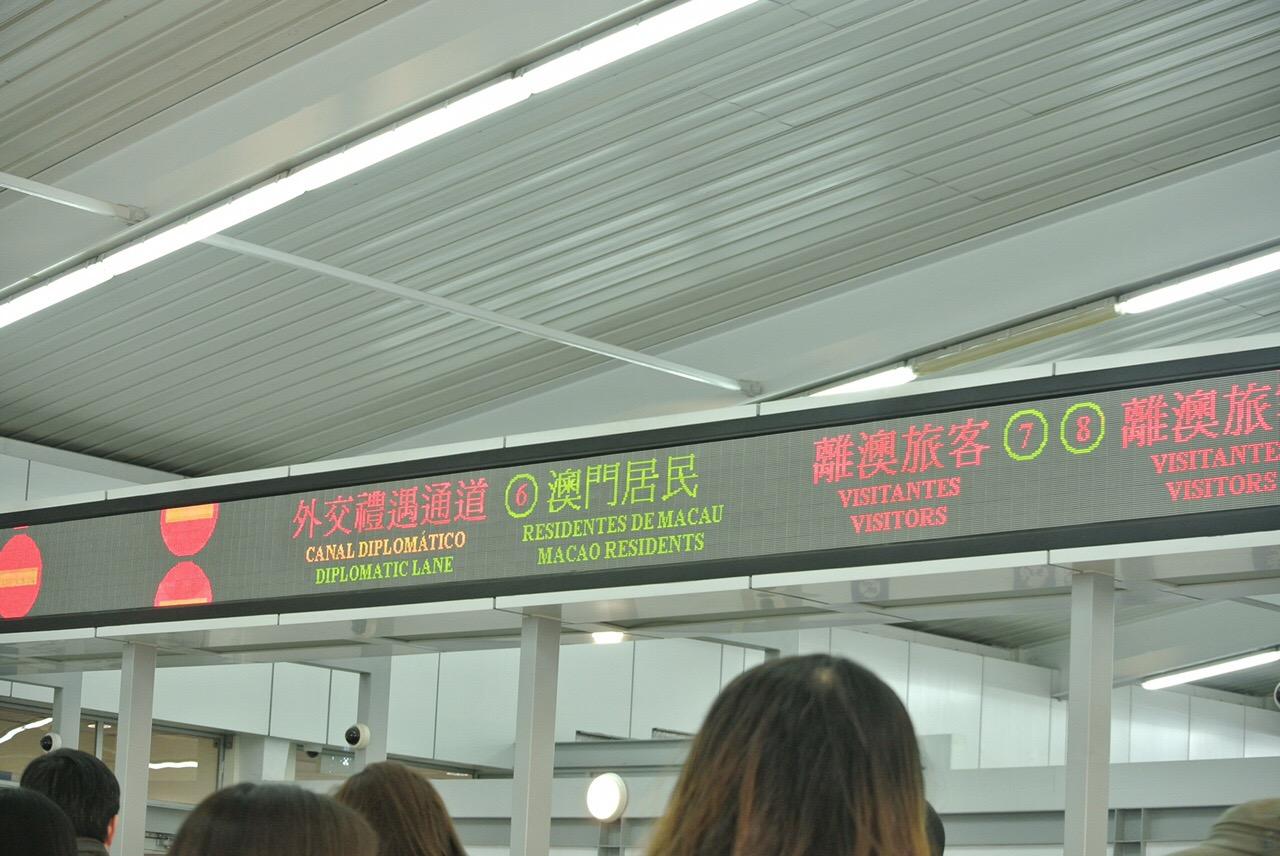 外交禮遇通道
CANAL DIPLOMÁTICO
DIPLOMATIC LANE
6 澳門居民
RESIDENTES DE MACAU
MACAO RESIDENTS
離澳旅客 7
VISITANTES
VISITORS
8 離澳旅
VISITANTE
VISITORS